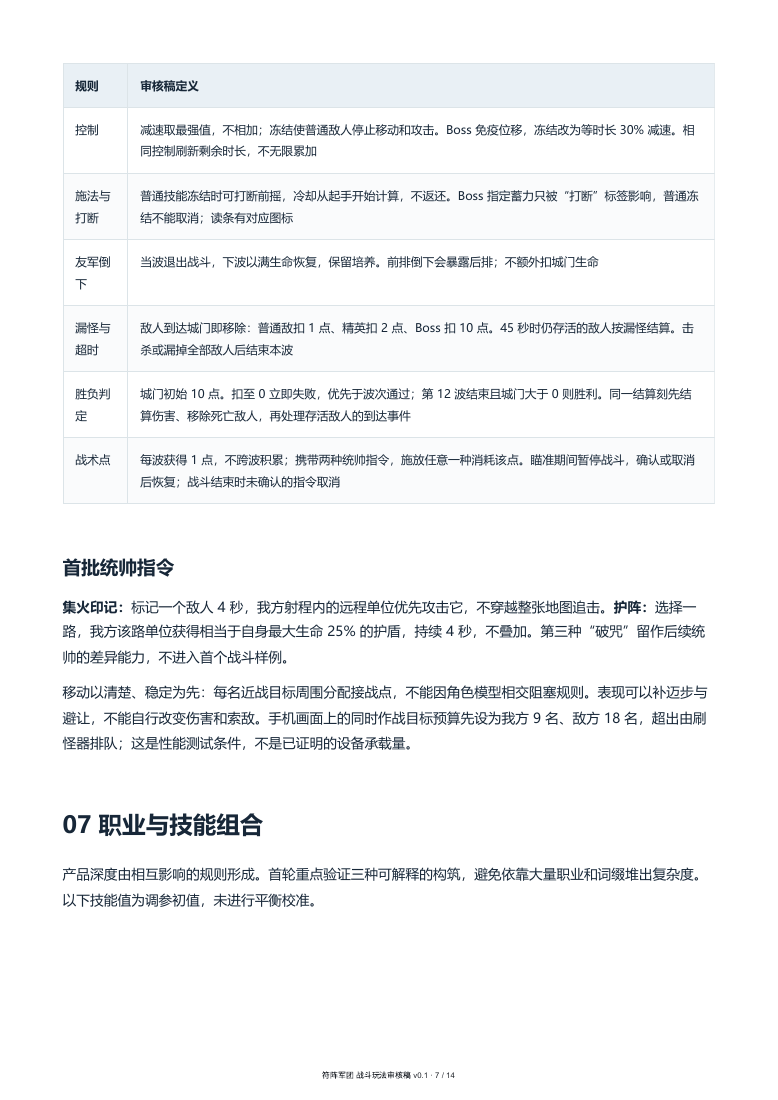 规则 审核稿定义
控制 减速取最强值，不相加；冻结使普通敌人停止移动和攻击。Boss 免疫位移，冻结改为等时长 30% 减速。相
同控制刷新剩余时长，不无限累加
施法与 普通技能冻结时可打断前摇，冷却从起手开始计算，不返还。Boss 指定蓄力只被“打断”标签影响，普通冻
打断 结不能取消；读条有对应图标
友军倒 当波退出战斗，下波以满生命恢复，保留培养。前排倒下会暴露后排；不额外扣城门生命
下
漏怪与 敌人到达城门即移除：普通敌扣 1 点、精英扣 2 点、Boss 扣 10 点。45 秒时仍存活的敌人按漏怪结算。击
超时 杀或漏掉全部敌人后结束本波
胜负判 城门初始 10 点。扣至 0 立即失败，优先于波次通过；第 12 波结束且城门大于 0 则胜利。同一结算刻先结
定 算伤害、移除死亡敌人，再处理存活敌人的到达事件
战术点 每波获得 1 点，不跨波积累；携带两种统帅指令，施放任意一种消耗该点。瞄准期间暂停战斗，确认或取消
后恢复；战斗结束时未确认的指令取消
首批统帅指令
集火印记：标记一个敌人 4 秒，我方射程内的远程单位优先攻击它，不穿越整张地图追击。护阵：选择一
路，我方该路单位获得相当于自身最大生命 25% 的护盾，持续 4 秒，不叠加。第三种“破咒”留作后续统
帅的差异能力，不进入首个战斗样例。
移动以清楚、稳定为先：每名近战目标周围分配接战点，不能因角色模型相交阻塞规则。表现可以补迈步与
避让，不能自行改变伤害和索敌。手机画面上的同时作战目标预算先设为我方 9 名、敌方 18 名，超出由刷
怪器排队；这是性能测试条件，不是已证明的设备承载量。
07 职业与技能组合
产品深度由相互影响的规则形成。首轮重点验证三种可解释的构筑，避免依靠大量职业和词缀堆出复杂度。
以下技能值为调参初值，未进行平衡校准。
符阵军团 战斗玩法审核稿 v0.1 · 7 / 14